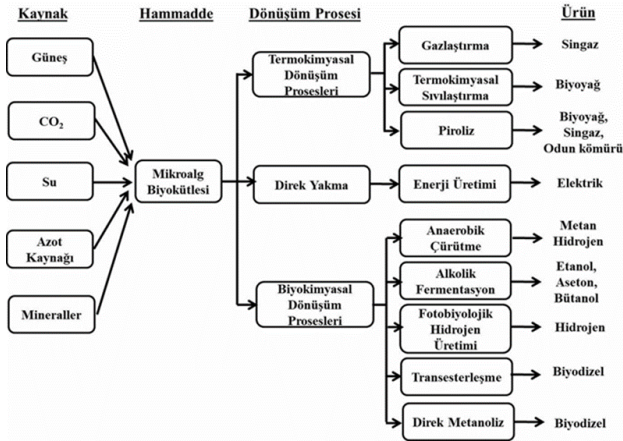 Kaynak
Hammadde
Dönüşüm Prosesi
Ürün
Güneş
CO₂
Su
Azot
Kaynağı
Mineraller
Mikroalg
Biyokütlesi
Termokimyasal
Dönüşüm
Prosesleri
Gazlaştırma
Singaz
Termokimyasal
Sıvılaştırma
Biyoyağ
Piroliz
Biyoyağ,
Singaz,
Odun kömürü
Direk Yakma
Enerji Üretimi
Elektrik
Biyokimyasal
Dönüşüm
Prosesleri
Anaerobik
Çürütme
Metan
Hidrojen
Alkolik
Fermentasyon
Etanol,
Aseton,
Bütanol
Fotobiyolojik
Hidrojen
Üretimi
Hidrojen
Transesterleşme
Biyodizel
Direk Metanoliz
Biyodizel